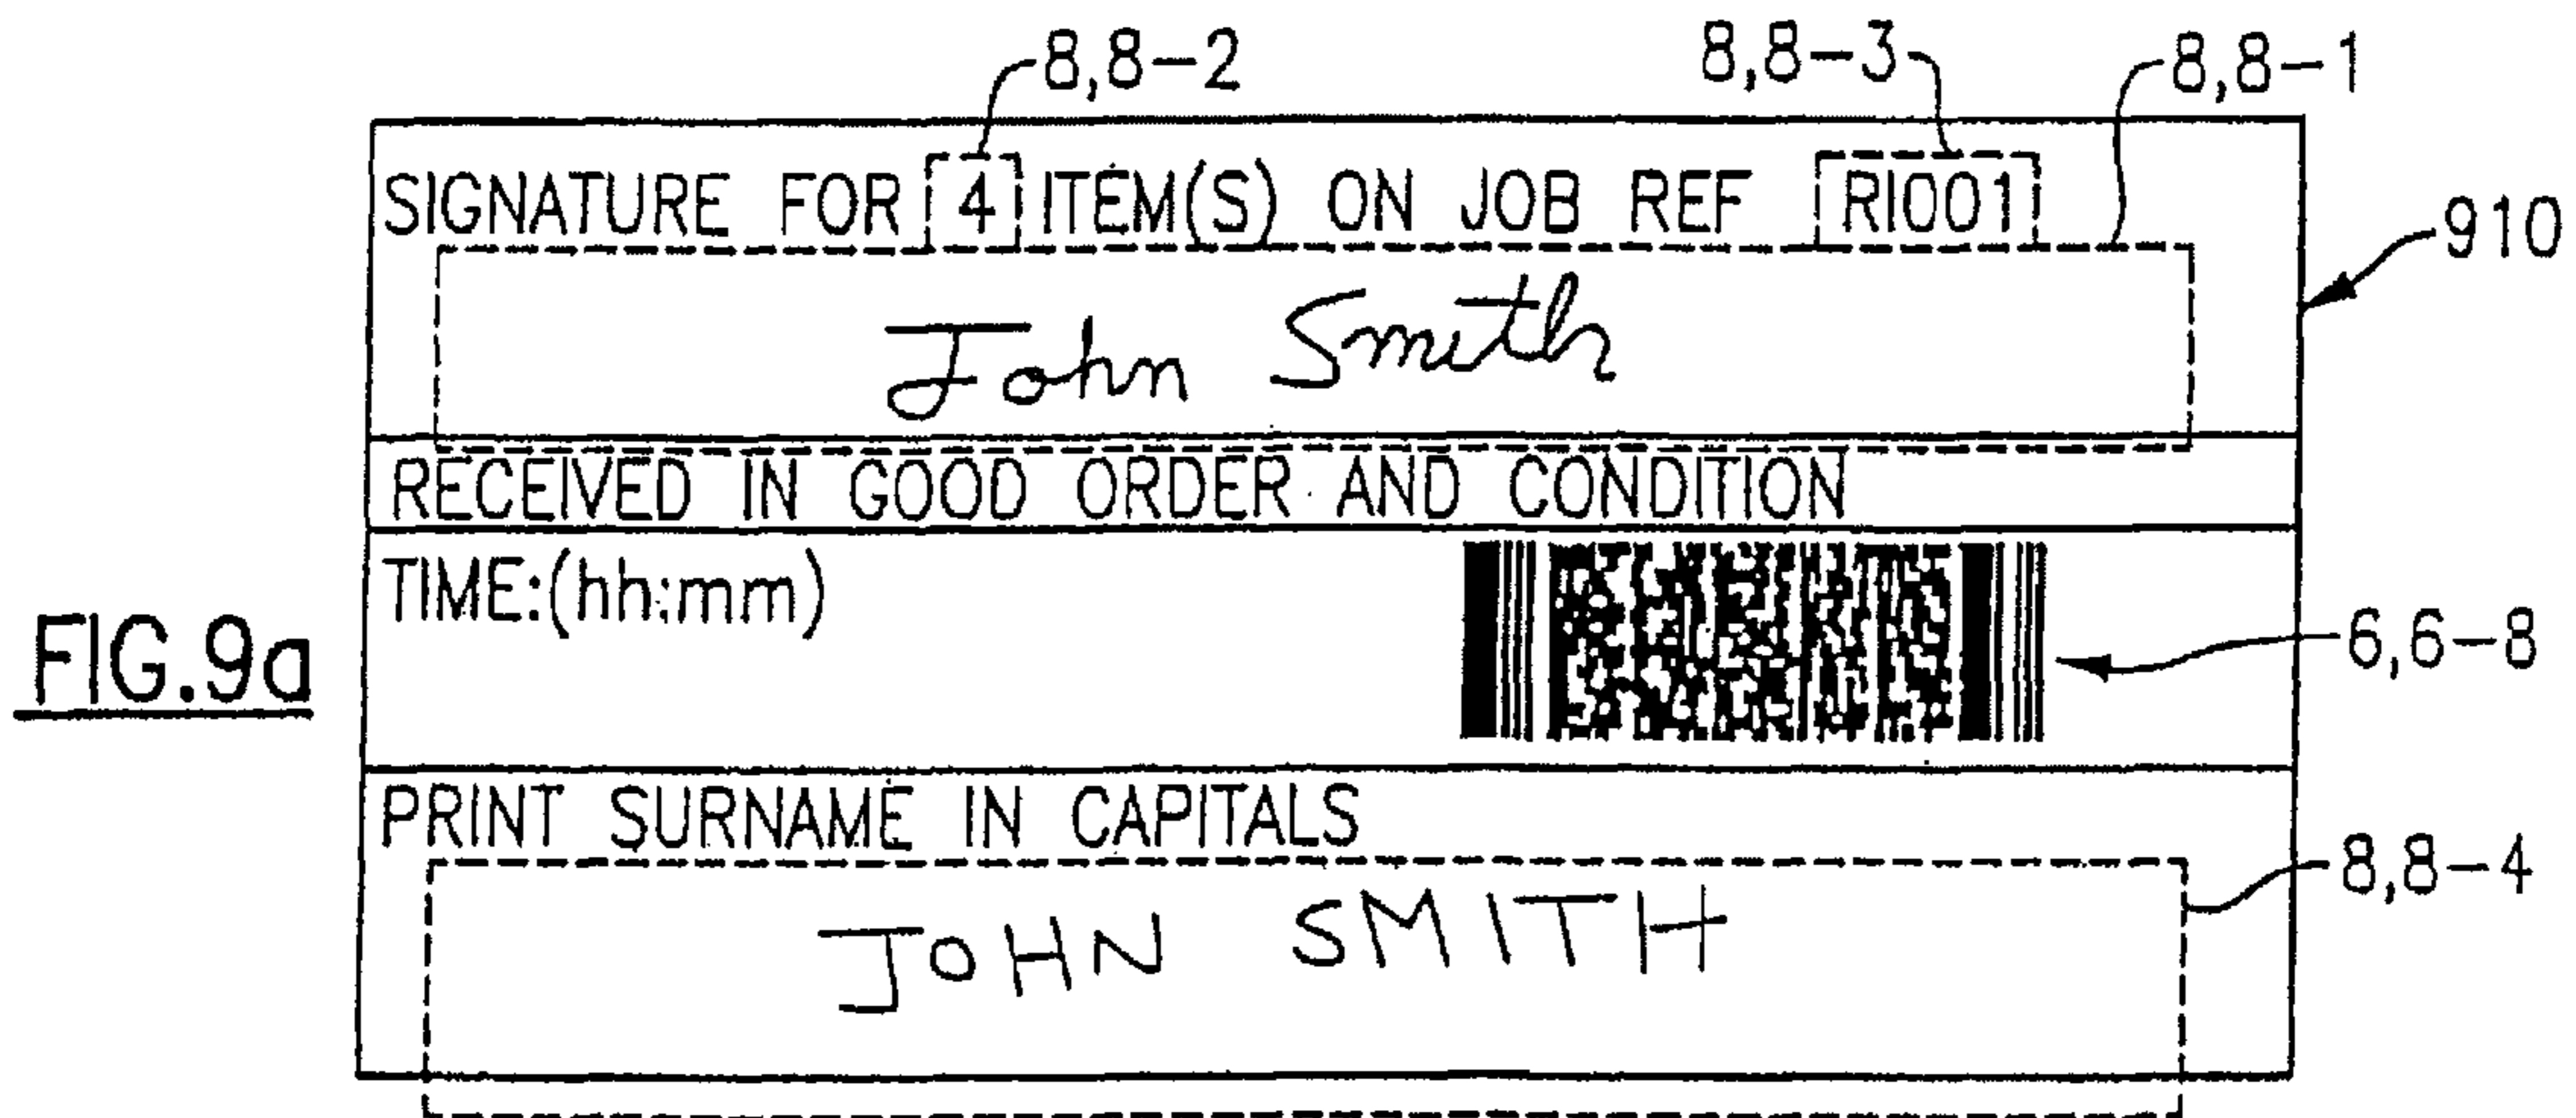 8,8-2 8,8-3 8,8-1
SIGNATURE FOR 4 ITEM(S) ON JOB REF RI001
910
John Smith
RECEIVED IN GOOD ORDER AND CONDITION
TIME:(hh:mm)
6,6-8
FIG.9a
PRINT SURNAME IN CAPITALS
8,8-4
JOHN SMITH